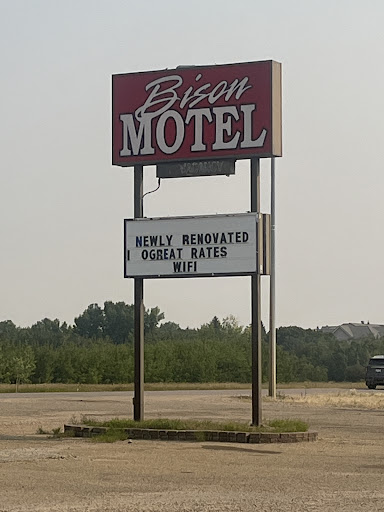 Bison
MOTEL
NEWLY RENOVATED
I OGREAT RATES
WIFI